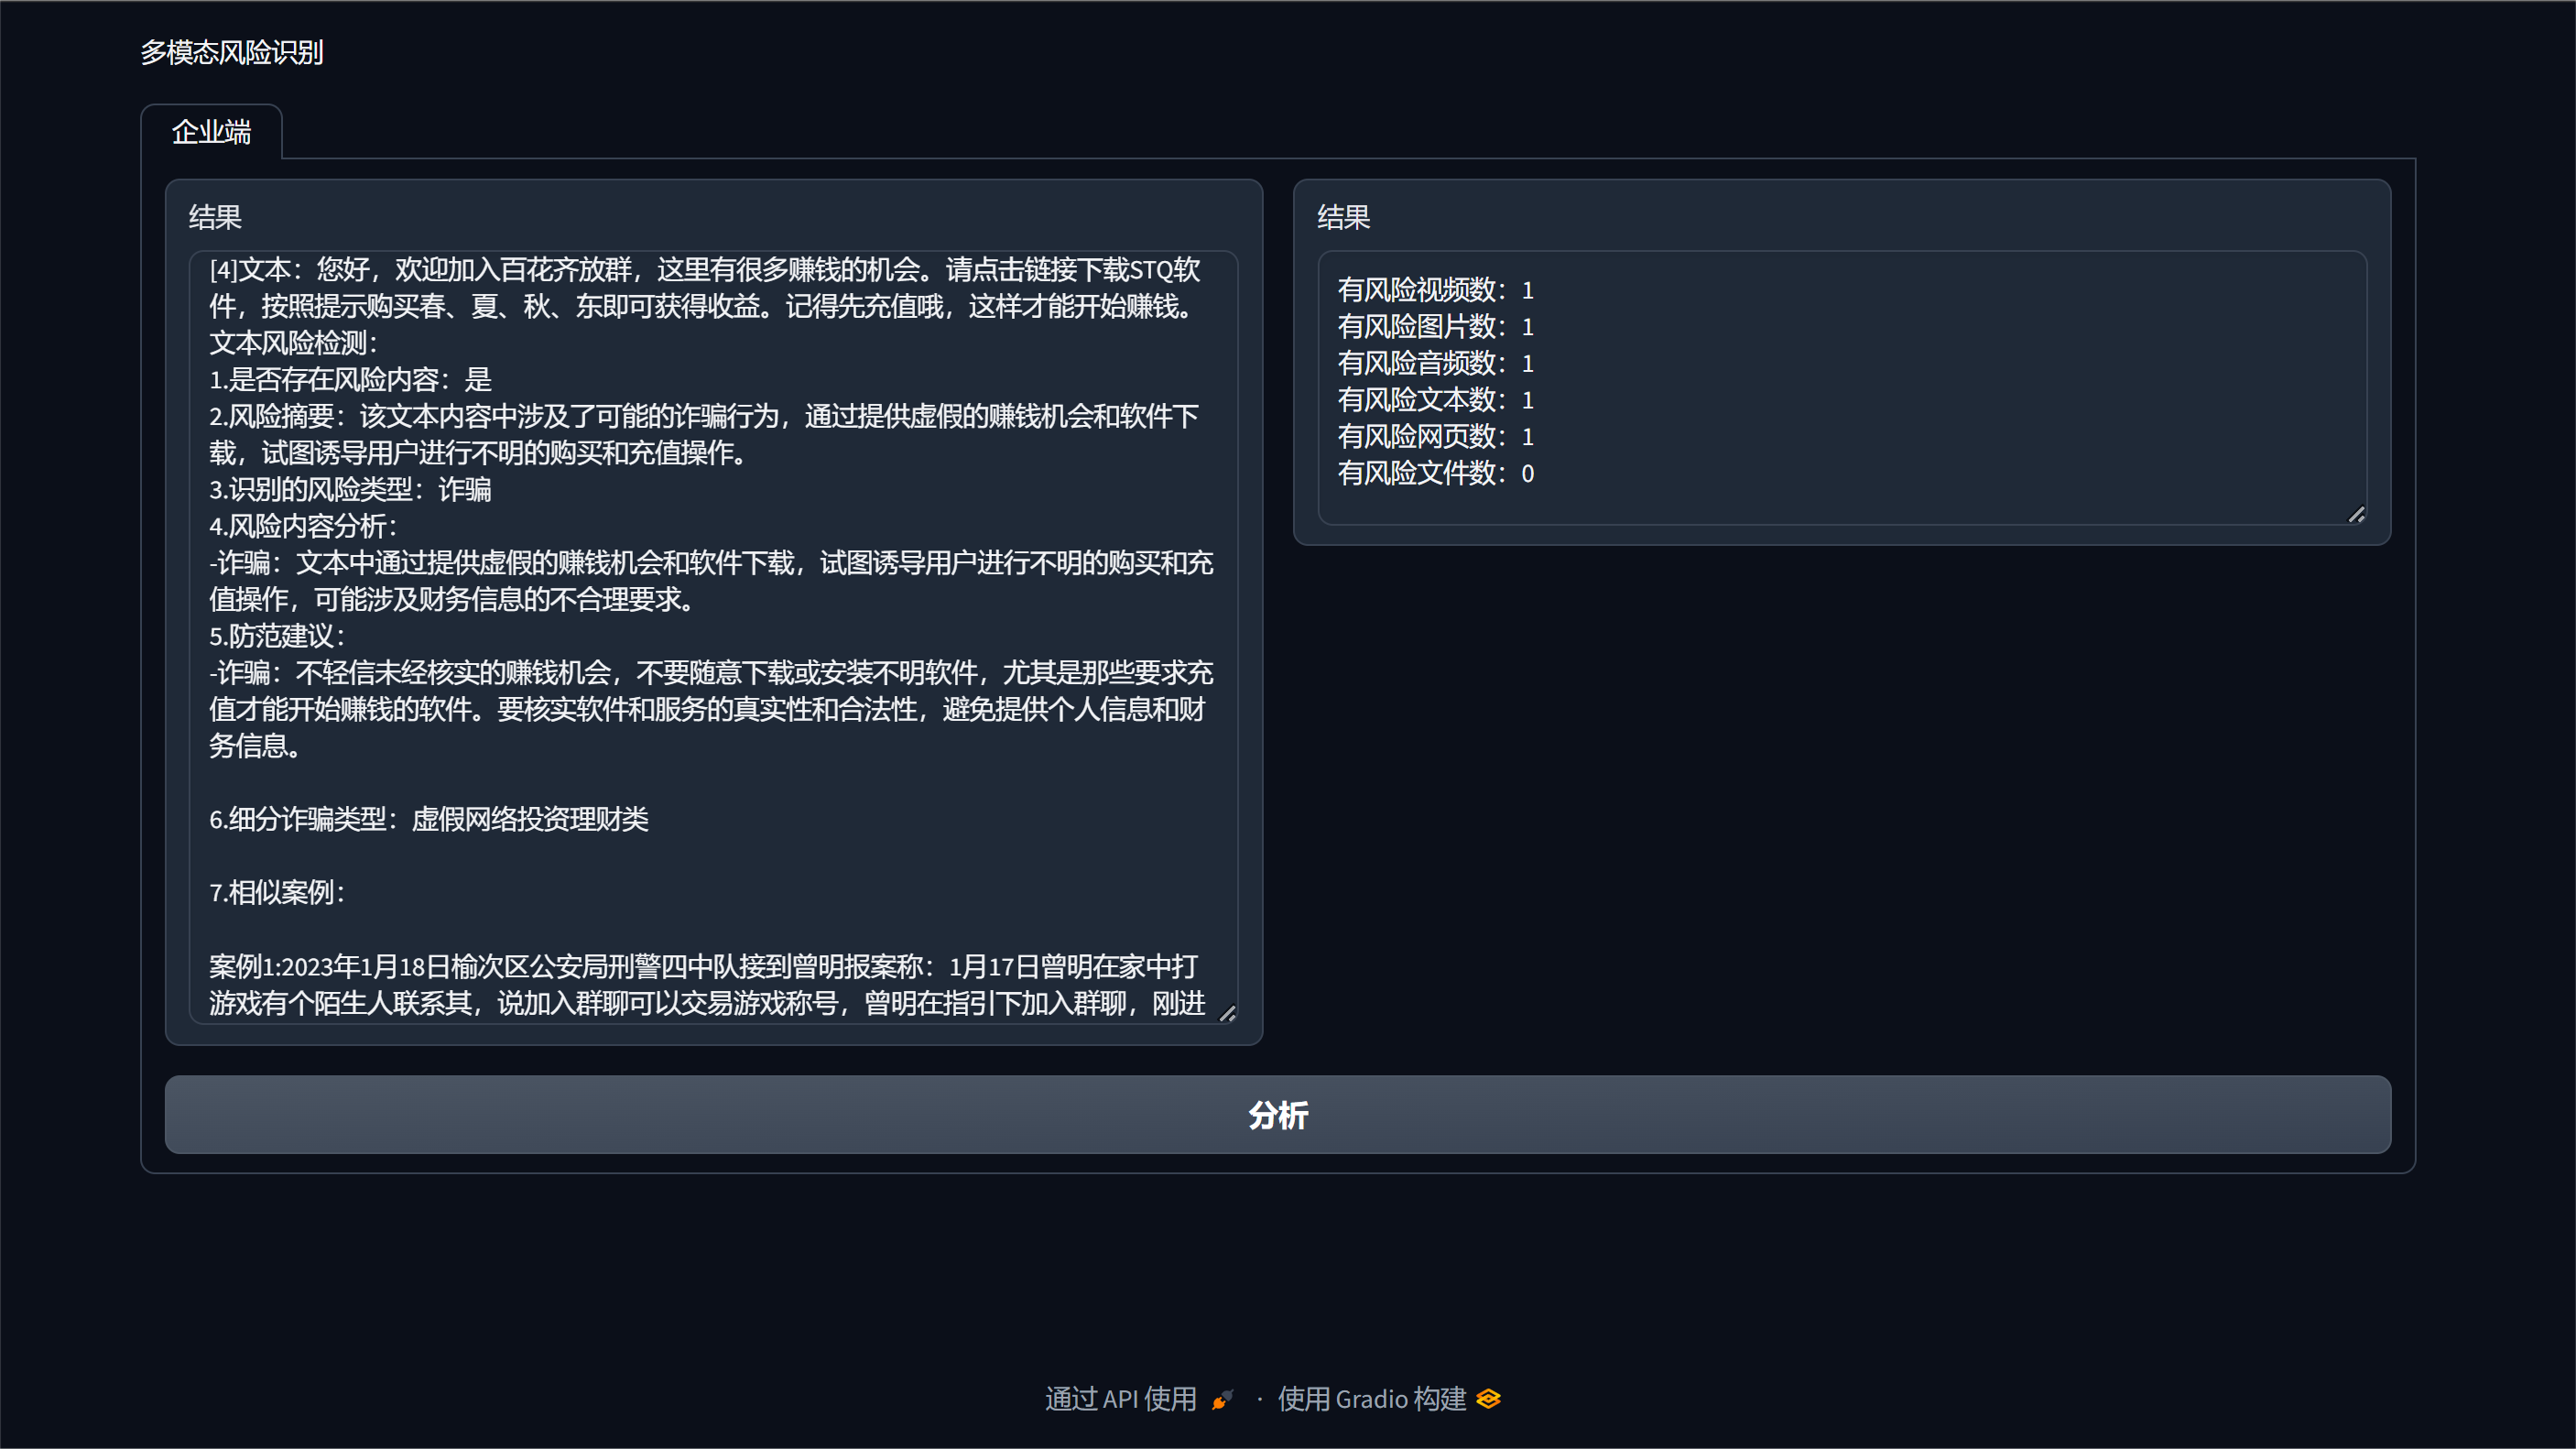 多模态风险识别
企业端
结果
[4]文本：您好，欢迎加入百花齐放群，这里有很多赚钱的机会。请点击链接下载STQ软
件，按照提示购买春、夏、秋、东即可获得收益。记得先充值哦，这样才能开始赚钱。
文本风险检测：
1.是否存在风险内容：是
2.风险摘要：该文本内容中涉及了可能的诈骗行为，通过提供虚假的赚钱机会和软件下
载，试图诱导用户进行不明的购买和充值操作。
3.识别的风险类型：诈骗
4.风险内容分析：
-诈骗：文本中通过提供虚假的赚钱机会和软件下载，试图诱导用户进行不明的购买和充
值操作，可能涉及财务信息的不合理要求。
5.防范建议：
-诈骗：不轻信未经核实的赚钱机会，不要随意下载或安装不明软件，尤其是那些要求充
值才能开始赚钱的软件。要核实软件和服务的真实性和合法性，避免提供个人信息和财
务信息。
6.细分诈骗类型：虚假网络投资理财类
7.相似案例：
案例1:2023年1月18日榆次区公安局刑警四中队接到曾明报案称：1月17日曾明在家中打
游戏有个陌生人联系其，说加入群聊可以交易游戏称号，曾明在指引下加入群聊，刚进
结果
有风险视频数：1
有风险图片数：1
有风险音频数：1
有风险文本数：1
有风险网页数：1
有风险文件数：0
分析
通过 API 使用 · 使用 Gradio 构建